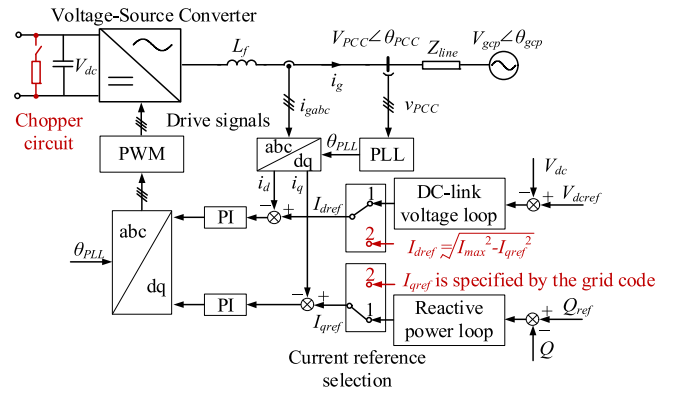 Voltage-Source Converter
V_dc
L_f
V_PCC∠θ_PCC
Z_line
V_gcp∠θ_gcp
i_g
i_gabc
v_PCC
Chopper
circuit
Drive signals
PWM
abc
dq
θ_PLL
PLL
i_d
i_q
V_dc
DC-link
voltage loop
V_dcref
− +
1
2
I_dref
− +
PI
I_dref = √(I_max² - I_qref²)
abc
dq
θ_PLL
2
1
I_qref is specified by the grid code
PI
− +
I_qref
Reactive
power loop
Q_ref
+
−
Q
Current reference
selection